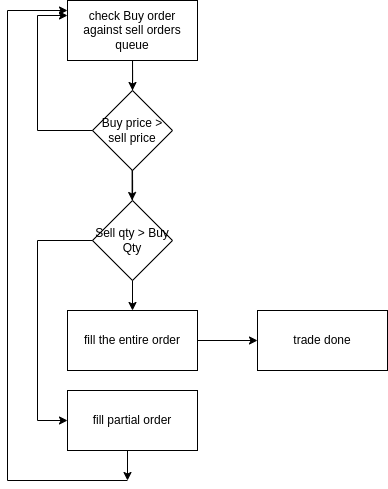 check Buy order
against sell orders
queue
Buy price >
sell price
Sell qty > Buy
Qty
fill the entire order
trade done
fill partial order